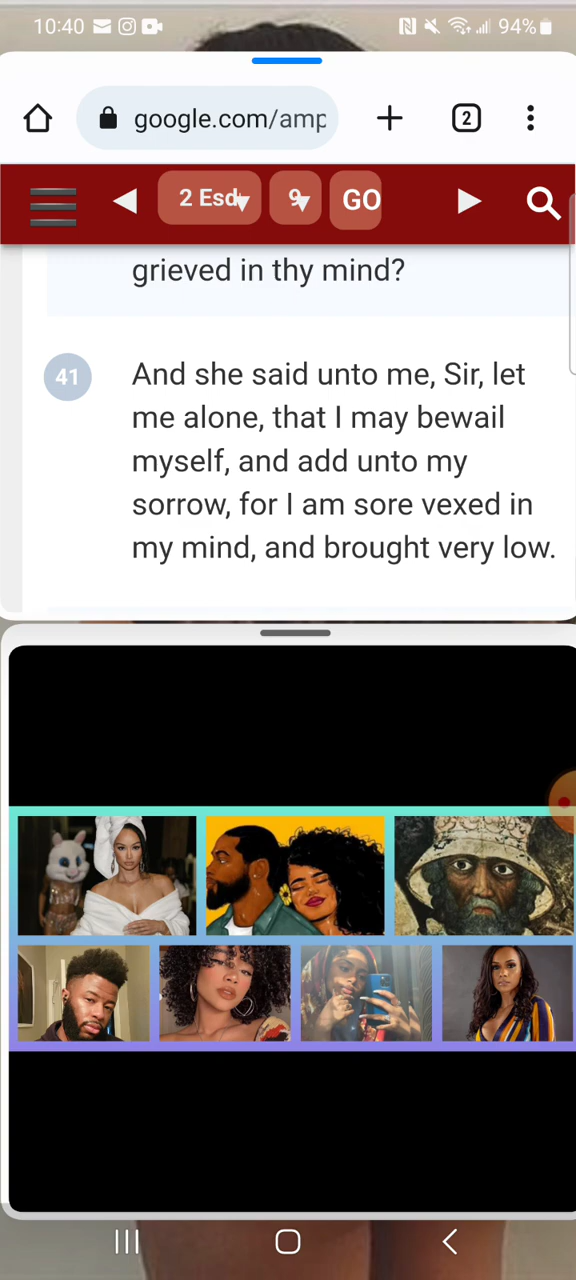 10:40
94%
google.com/amp
2
2 Esd
9
GO
grieved in thy mind?
41
And she said unto me, Sir, let
me alone, that I may bewail
myself, and add unto my
sorrow, for I am sore vexed in
my mind, and brought very low.